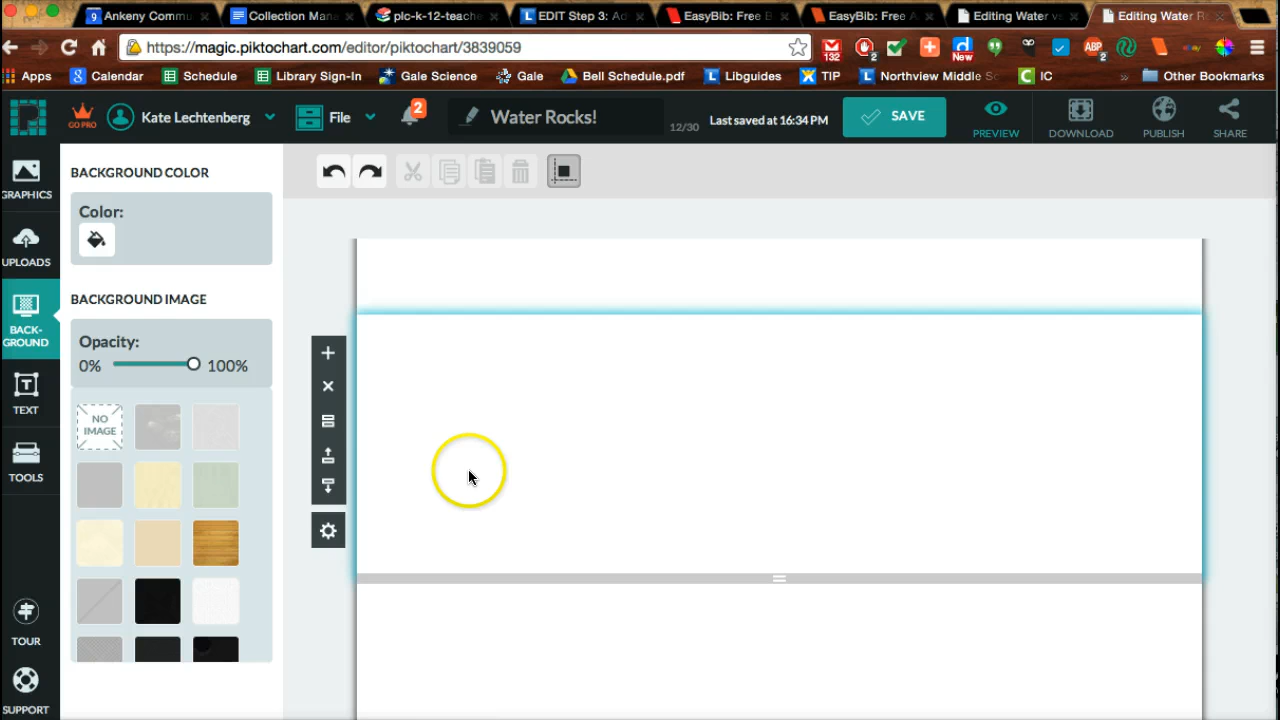 Ankeny Commu
Collection Mana
plc-k-12-teache
EDIT Step 3: Ad
EasyBib: Free B
EasyBib: Free A
Editing Water v
Editing Water R
https://magic.piktochart.com/editor/piktochart/3839059
132
2
New
ABP
2
Apps
Calendar
Schedule
Library Sign-In
Gale Science
Gale
Bell Schedule.pdf
Libguides
TIP
Northview Middle Sc
IC
»
Other Bookmarks
GO PRO
Kate Lechtenberg
File
2
Water Rocks!
12/30
Last saved at 16:34 PM
SAVE
PREVIEW
DOWNLOAD
PUBLISH
SHARE
GRAPHICS
UPLOADS
BACK-
GROUND
TEXT
TOOLS
TOUR
SUPPORT
BACKGROUND COLOR
Color:
BACKGROUND IMAGE
Opacity:
0% 100%
NO
IMAGE